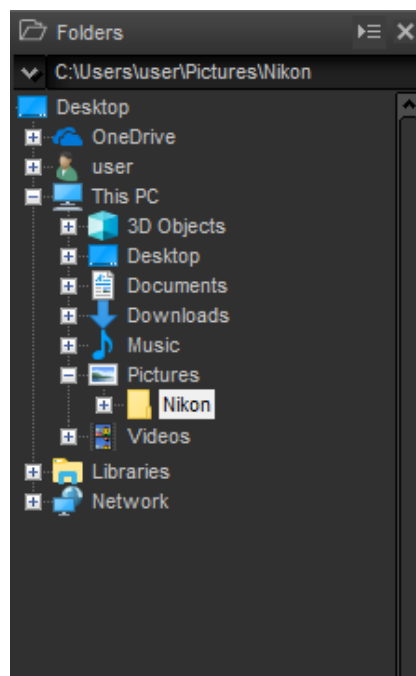 Folders
C:\Users\user\Pictures\Nikon
Desktop
OneDrive
user
This PC
3D Objects
Desktop
Documents
Downloads
Music
Pictures
Nikon
Videos
Libraries
Network